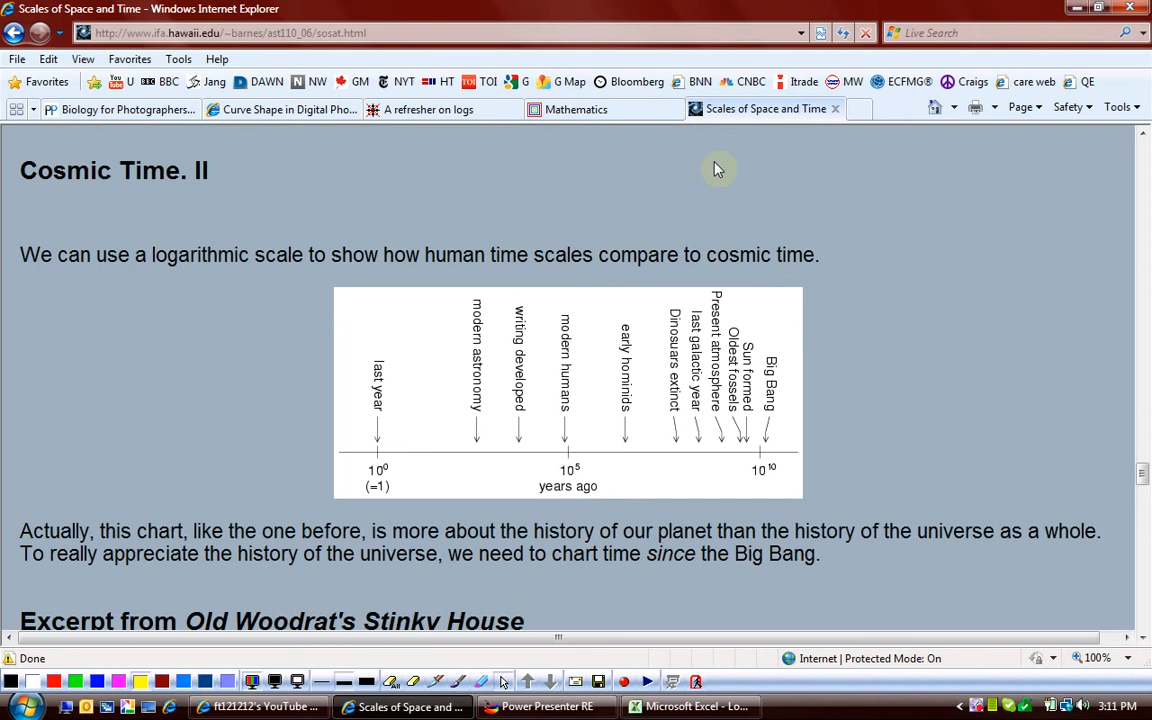 Scales of Space and Time - Windows Internet Explorer
http://www.ifa.hawaii.edu/~barnes/ast110_06/sosat.html
Live Search
File Edit View Favorites Tools Help
Favorites YouTube U BBC Jang DAWN NW GM NYT HT TOI G G Map Bloomberg BNN CNBC Itrade MW ECFMG® Craigs care web QE
Biology for Photographers... Curve Shape in Digital Pho... A refresher on logs Mathematics Scales of Space and Time Page Safety Tools
Cosmic Time. II
We can use a logarithmic scale to show how human time scales compare to cosmic time.
last year
modern astronomy
writing developed
modern humans
early hominids
Dinosuars extinct
last galactic year
Present atmosphere
Oldest fossels
Sun formed
Big Bang
10⁰ 10⁵ 10¹⁰
(=1) years ago
Actually, this chart, like the one before, is more about the history of our planet than the history of the universe as a whole.
To really appreciate the history of the universe, we need to chart time since the Big Bang.
Excerpt from Old Woodrat's Stinky House
Done Internet | Protected Mode: On 100%
ft121212's YouTube ... Scales of Space and ... Power Presenter RE Microsoft Excel - Lo... 3:11 PM